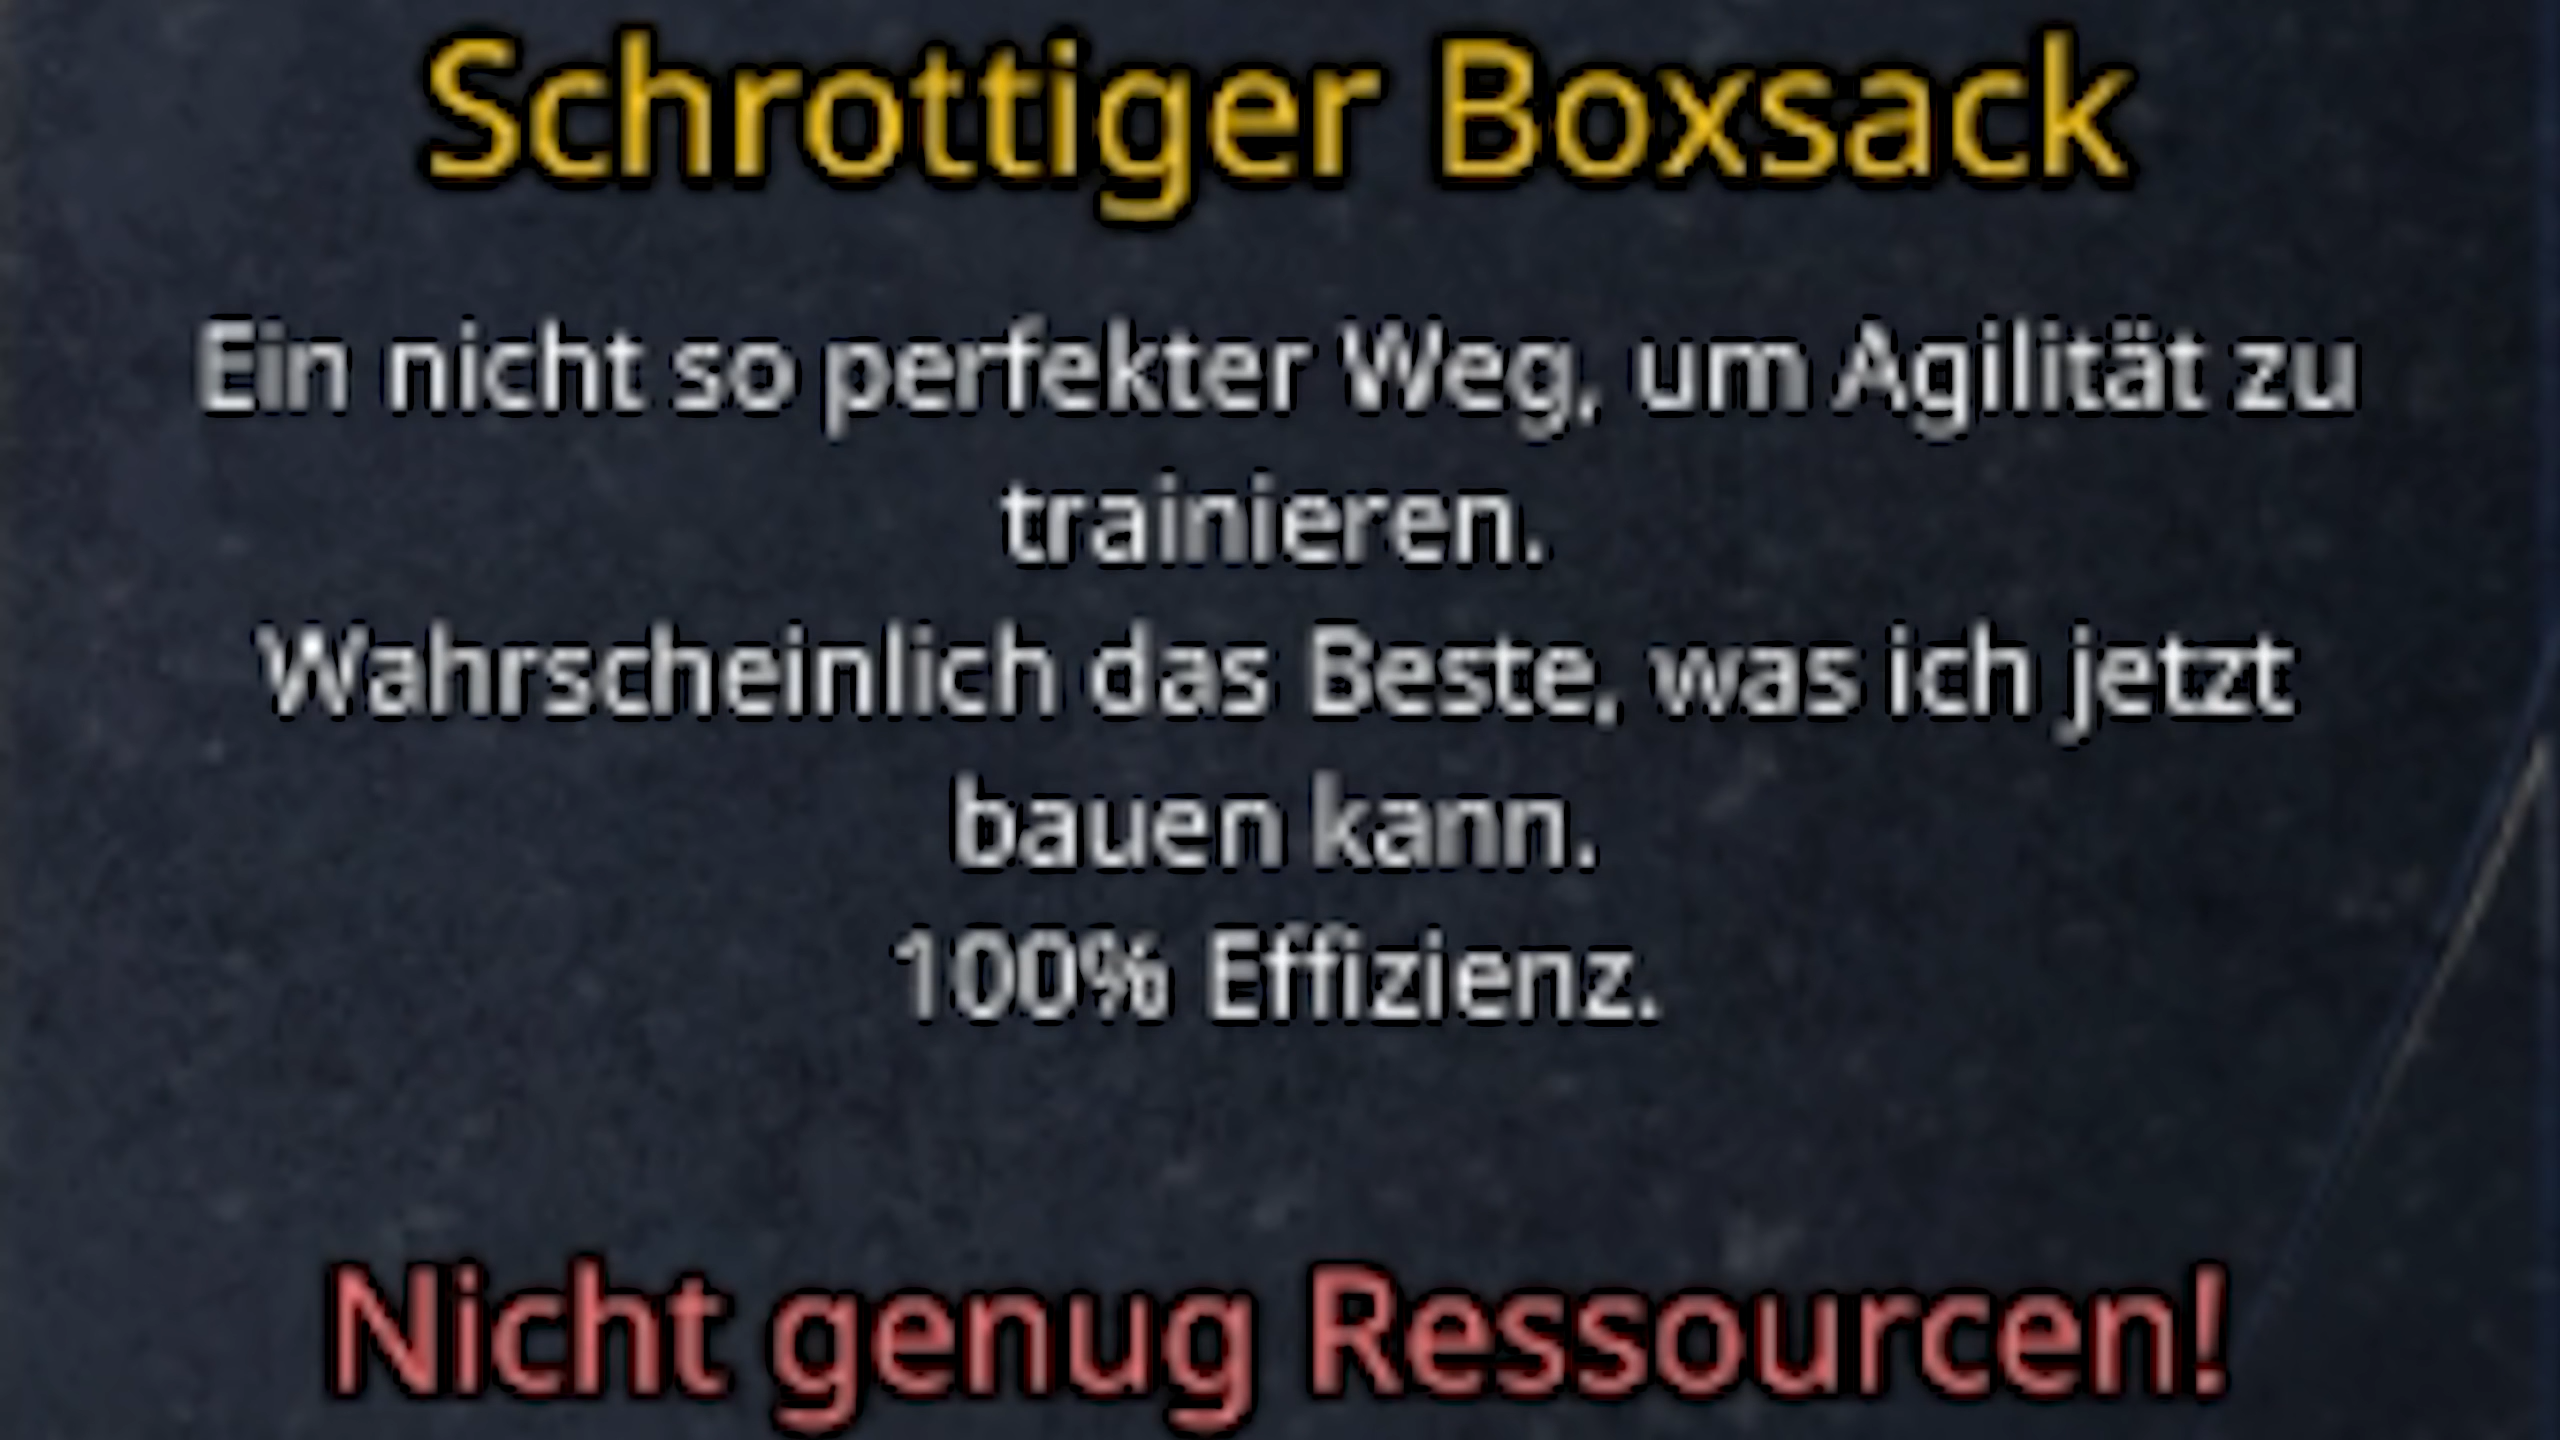 Schrottiger Boxsack
Ein nicht so perfekter Weg, um Agilität zu
trainieren.
Wahrscheinlich das Beste, was ich jetzt
bauen kann.
100% Effizienz.
Nicht genug Ressourcen!